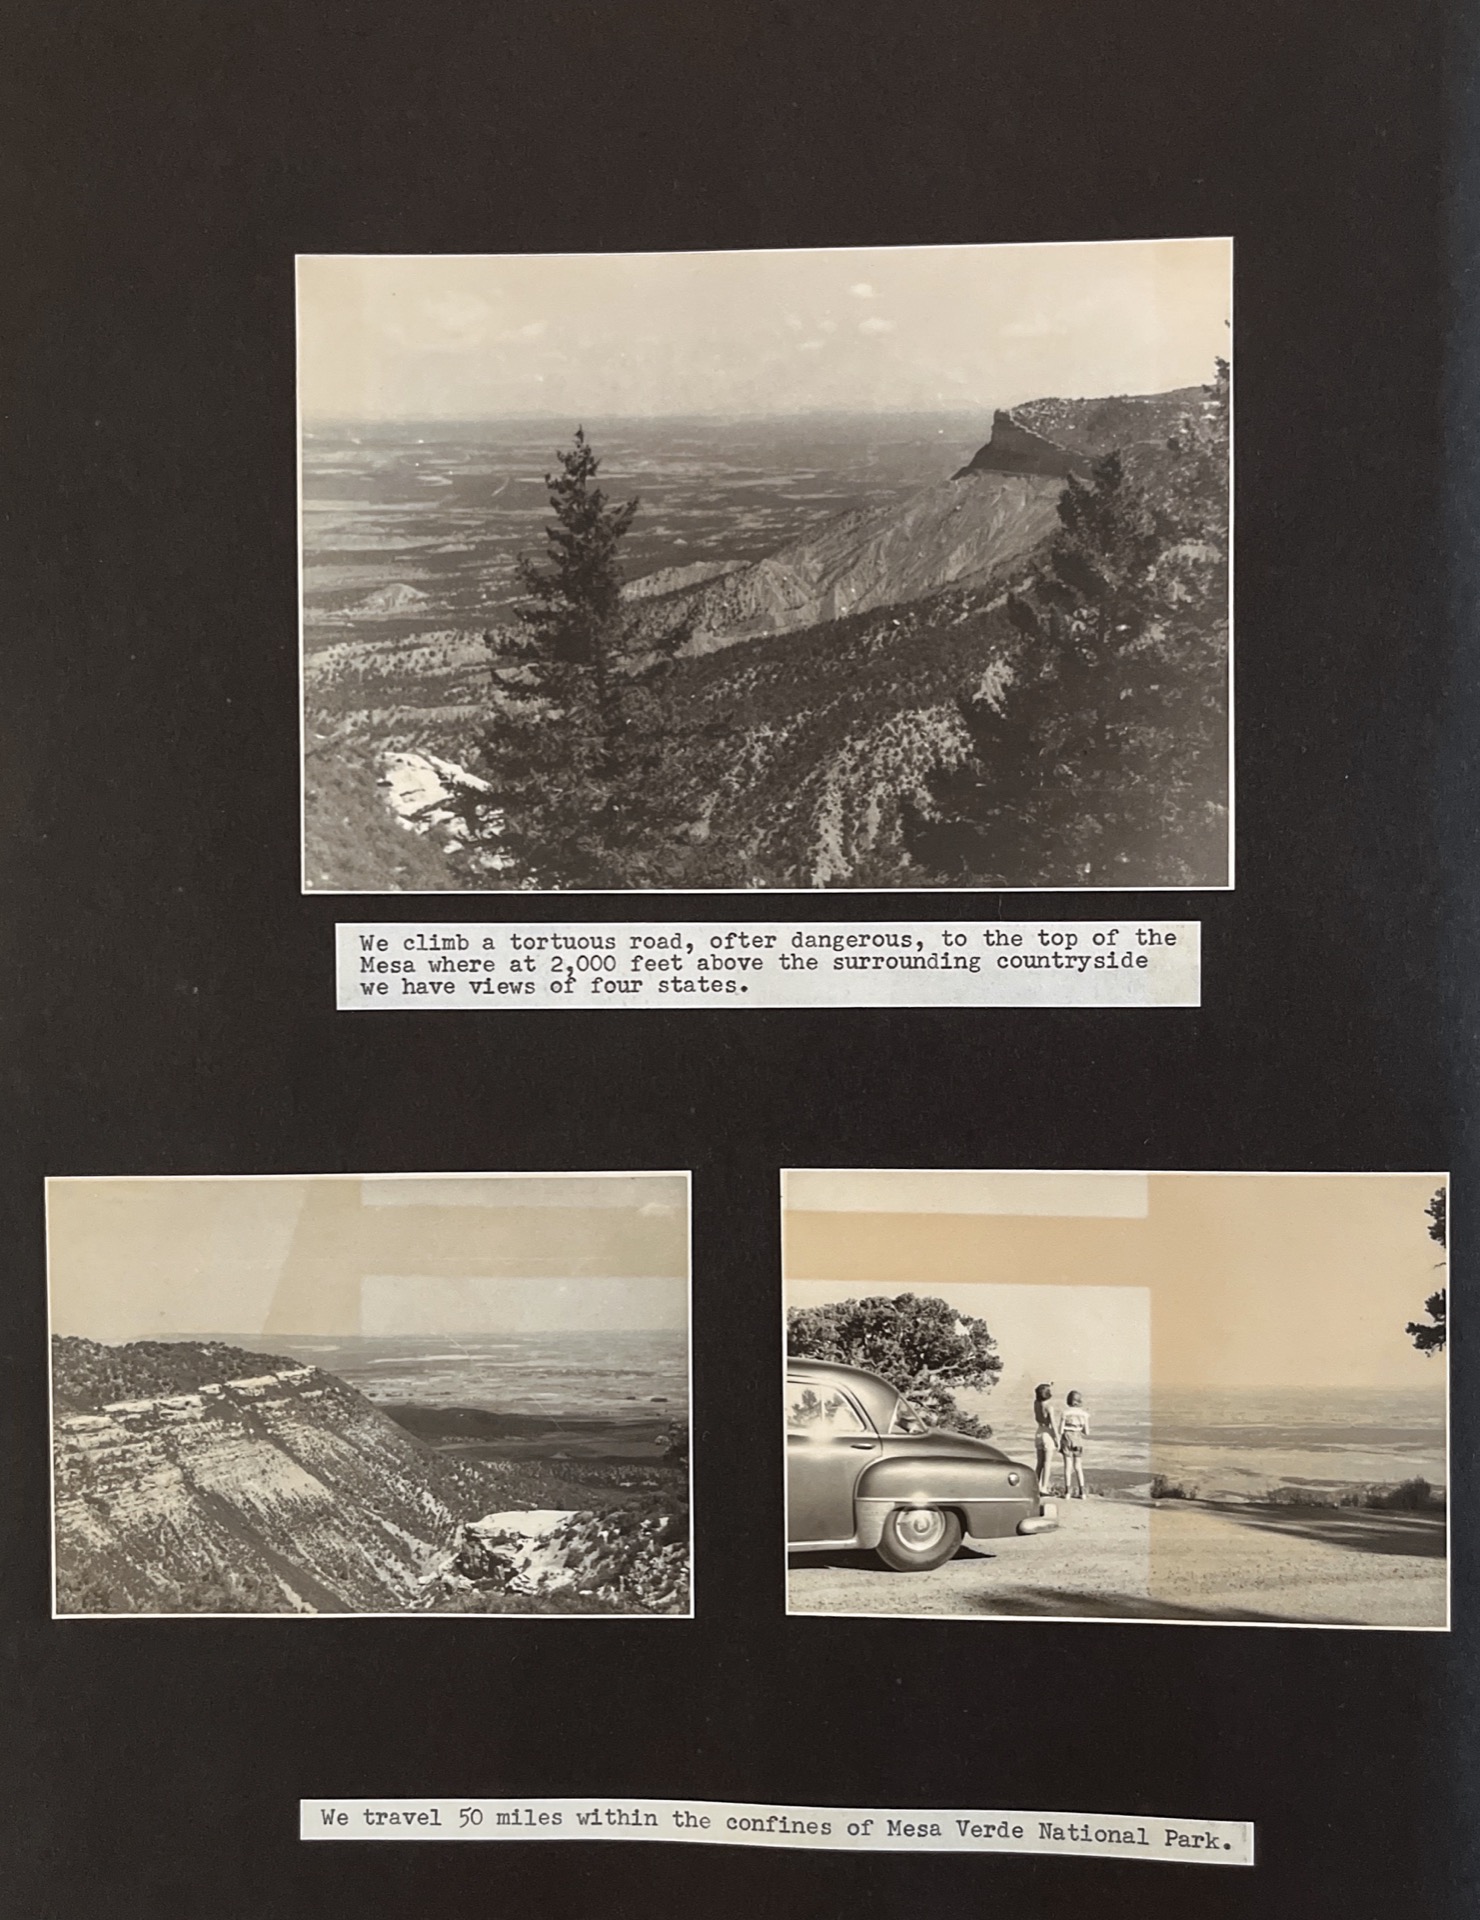 We climb a tortuous road, ofter dangerous, to the top of the
Mesa where at 2,000 feet above the surrounding countryside
we have views of four states.
We travel 50 miles within the confines of Mesa Verde National Park.